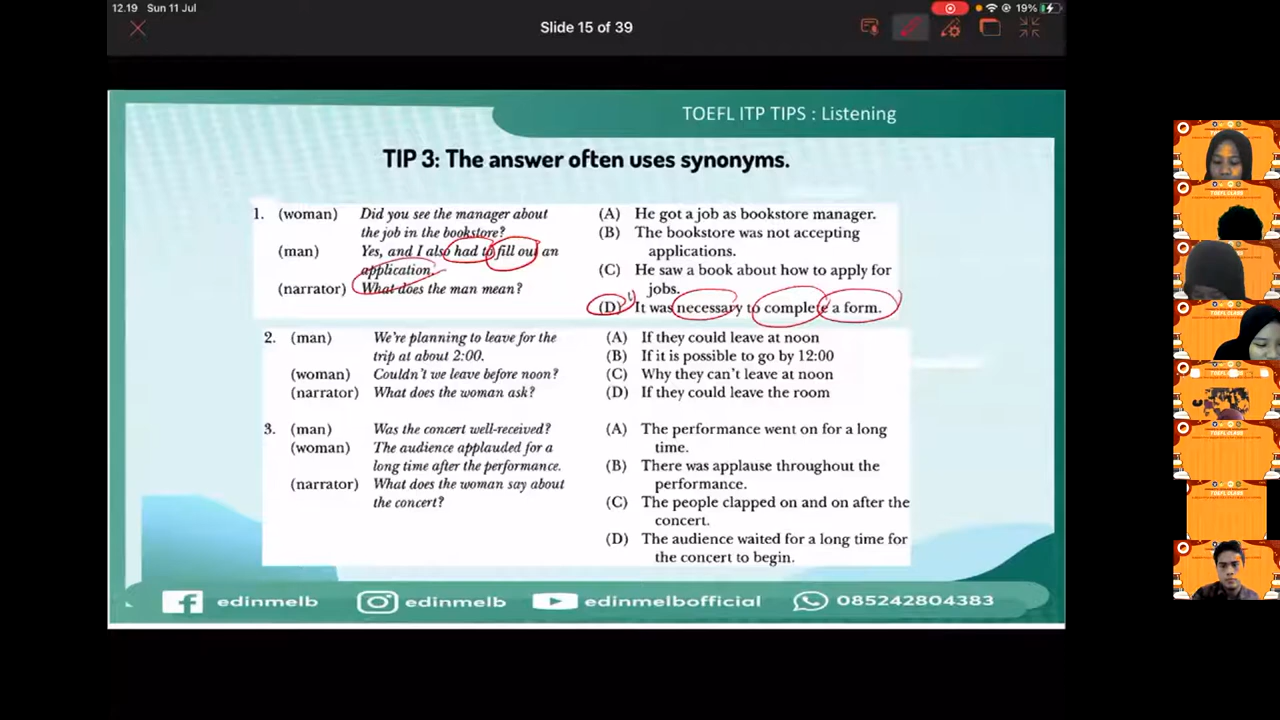 12.19 Sun 11 Jul
19%
Slide 15 of 39
TOEFL ITP TIPS : Listening
TIP 3: The answer often uses synonyms.
1. (woman) Did you see the manager about
the job in the bookstore?
(man) Yes, and I also had to fill out an
application.
(narrator) What does the man mean?
(A) He got a job as bookstore manager.
(B) The bookstore was not accepting
applications.
(C) He saw a book about how to apply for
jobs.
(D) It was necessary to complete a form.
2. (man) We're planning to leave for the
trip at about 2:00.
(woman) Couldn't we leave before noon?
(narrator) What does the woman ask?
(A) If they could leave at noon
(B) If it is possible to go by 12:00
(C) Why they can't leave at noon
(D) If they could leave the room
3. (man) Was the concert well-received?
(woman) The audience applauded for a
long time after the performance.
(narrator) What does the woman say about
the concert?
(A) The performance went on for a long
time.
(B) There was applause throughout the
performance.
(C) The people clapped on and on after the
concert.
(D) The audience waited for a long time for
the concert to begin.
edinmelb edinmelb edinmelbofficial 085242804383